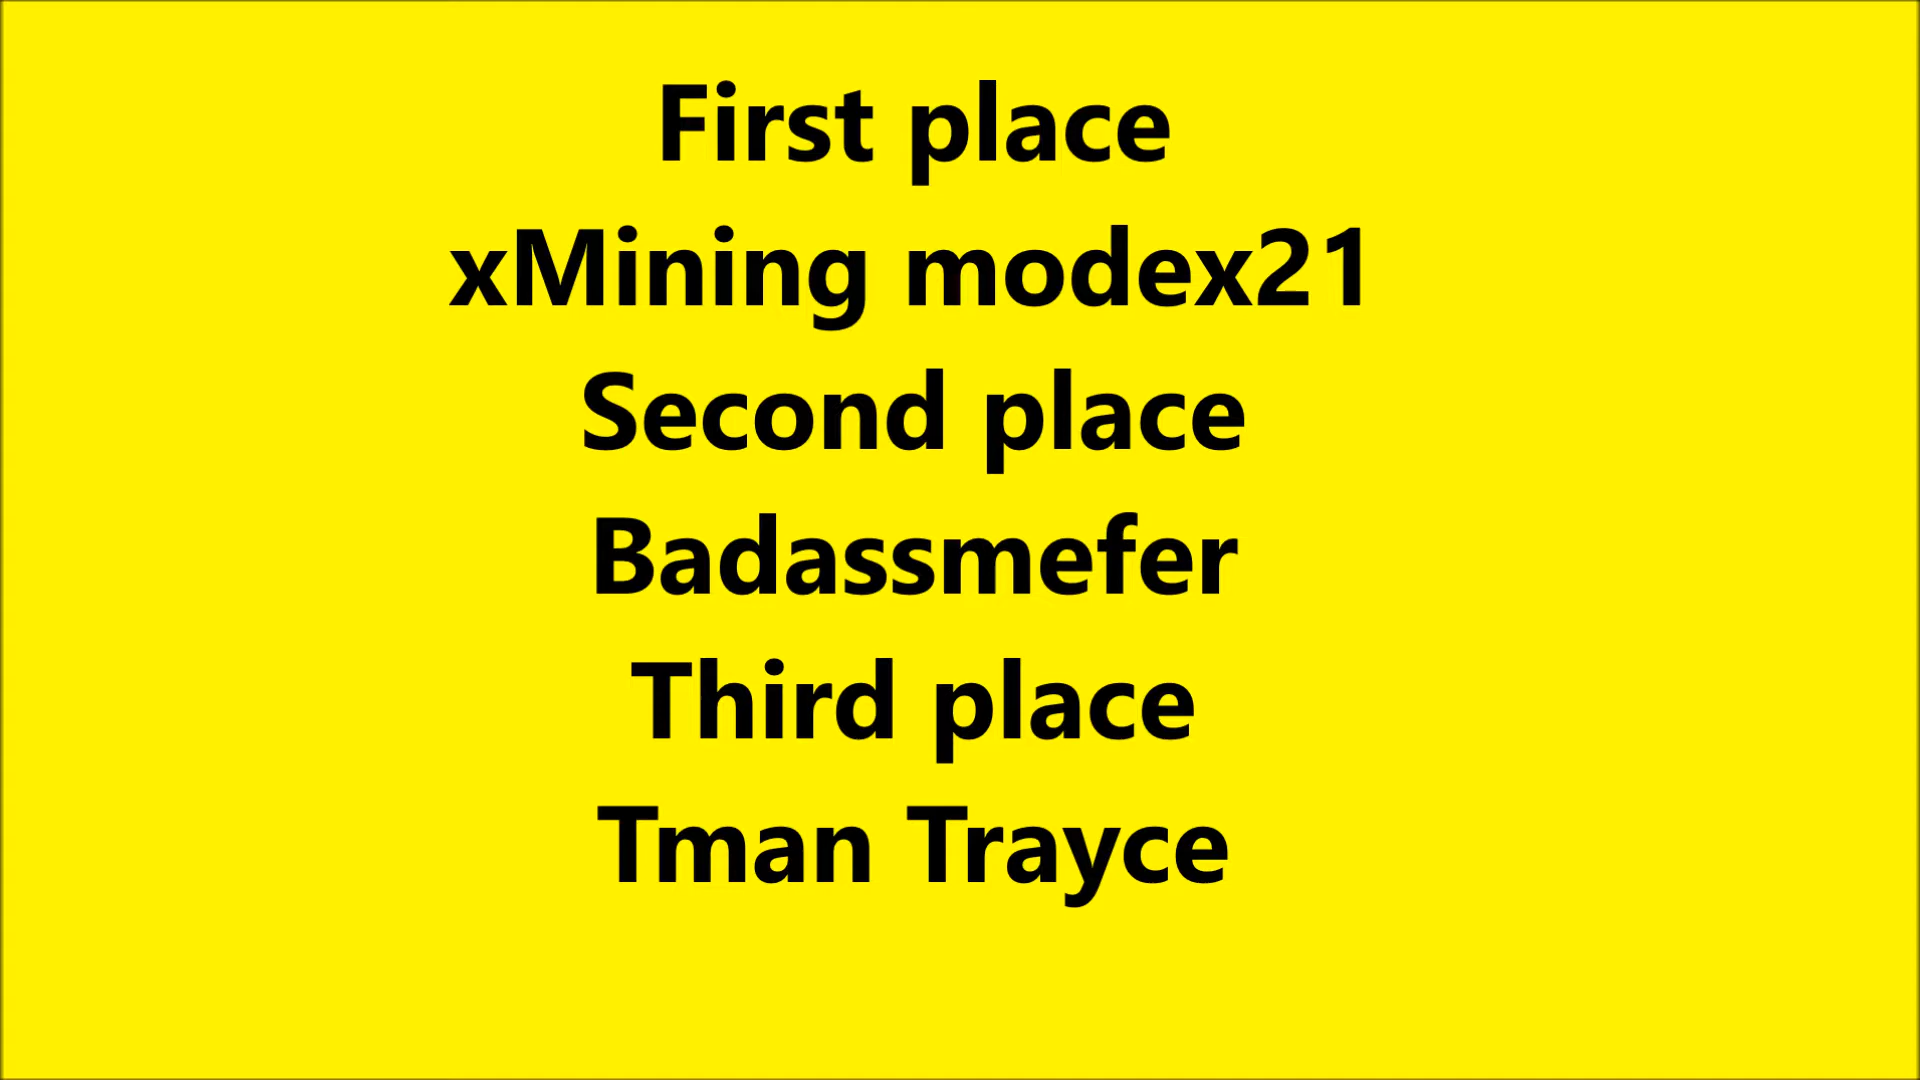 First place
xMining modex21
Second place
Badassmefer
Third place
Tman Trayce